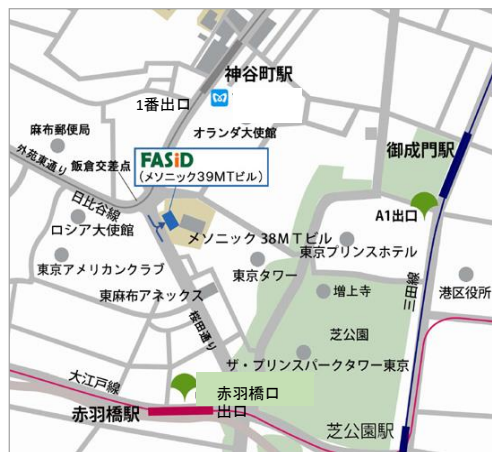 神谷町駅
1番出口
麻布郵便局
オランダ大使館
外苑東通り
飯倉交差点
FASiD
(メソニック39MTビル)
御成門駅
日比谷線
A1出口
ロシア大使館
メソニック38MTビル
東京プリンスホテル
東京アメリカンクラブ
東京タワー
三田線
港区役所
東麻布アネックス
増上寺
桜田通り
芝公園
ザ・プリンスパークタワー東京
大江戸線
赤羽橋口
出口
赤羽橋駅
芝公園駅